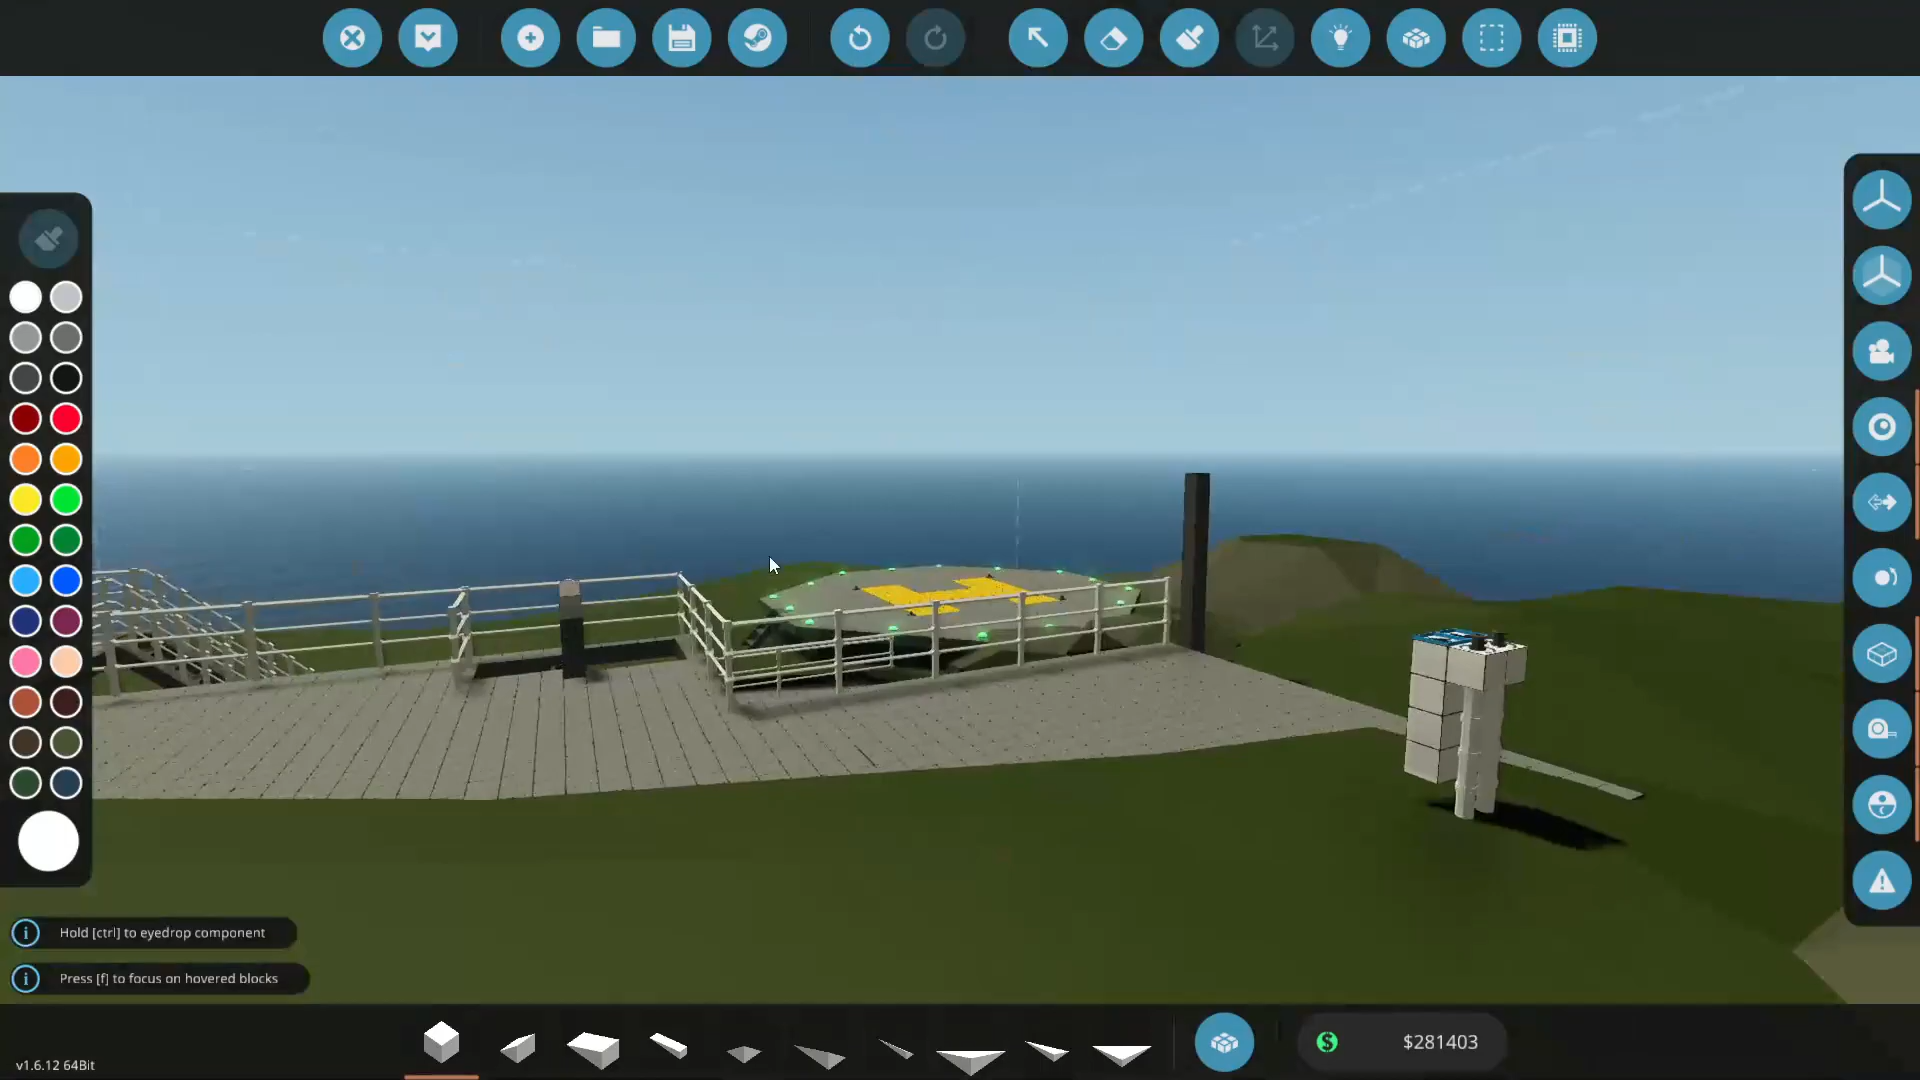 Hold [ctrl] to eyedrop component
Press [f] to focus on hovered blocks
$281403
v1.6.12 64Bit